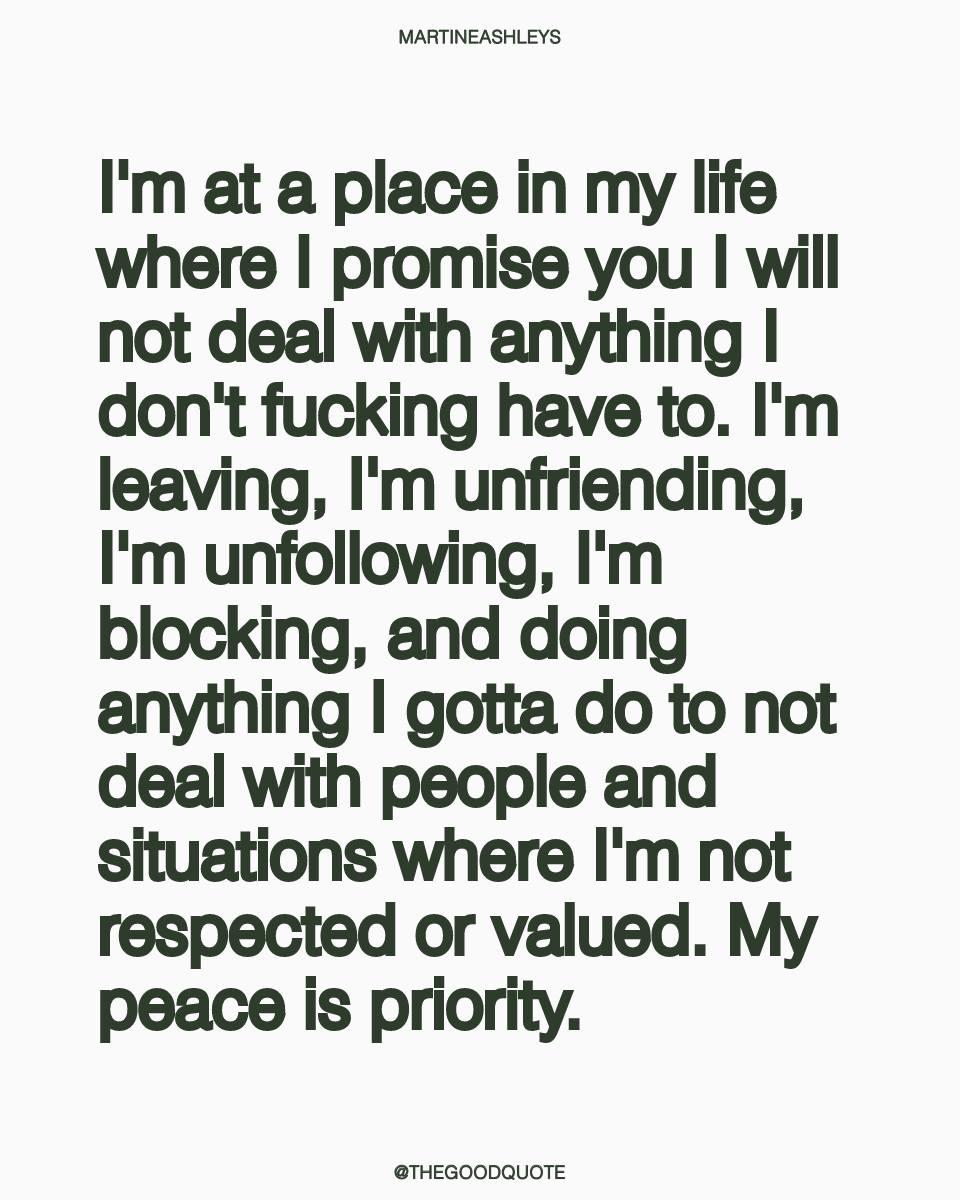 MARTINEASHLEYS
I'm at a place in my life
where I promise you I will
not deal with anything I
don't fucking have to. I'm
leaving, I'm unfriending,
I'm unfollowing, I'm
blocking, and doing
anything I gotta do to not
deal with people and
situations where I'm not
respected or valued. My
peace is priority.
@THEGOODQUOTE